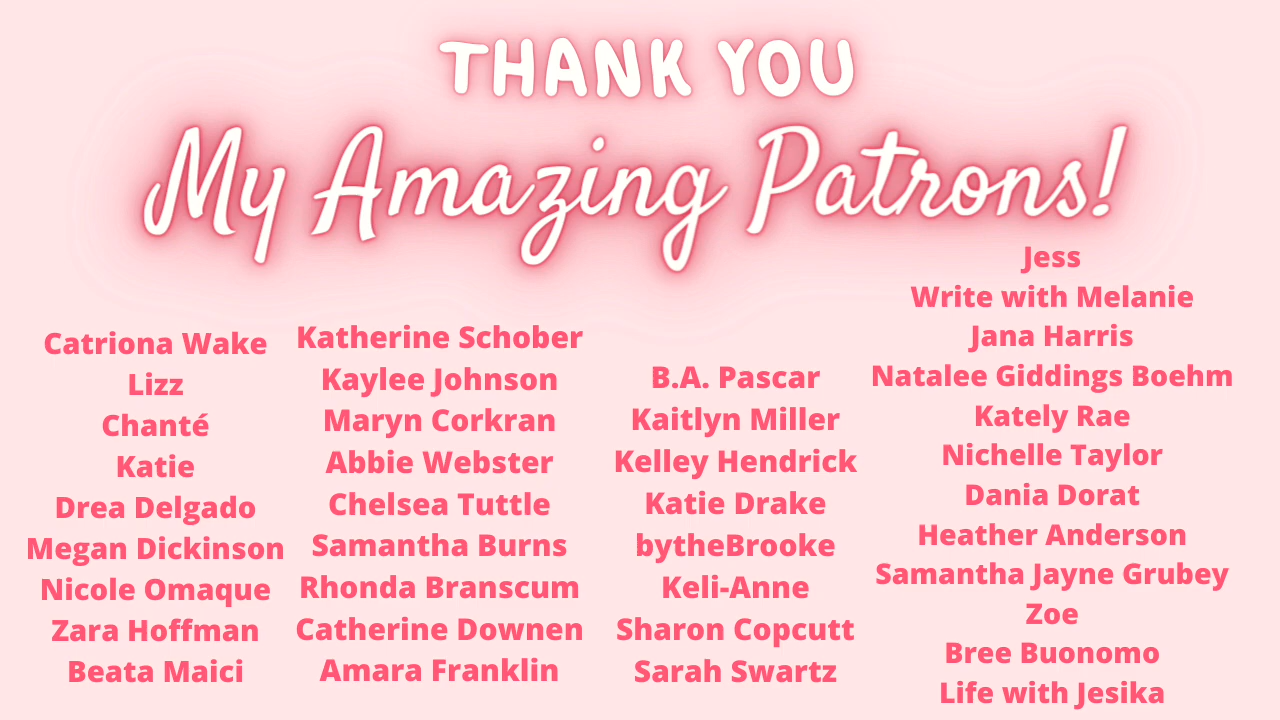 THANK YOU
My Amazing Patrons!
Catriona Wake
Lizz
Chanté
Katie
Drea Delgado
Megan Dickinson
Nicole Omaque
Zara Hoffman
Beata Maici
Katherine Schober
Kaylee Johnson
Maryn Corkran
Abbie Webster
Chelsea Tuttle
Samantha Burns
Rhonda Branscum
Catherine Downen
Amara Franklin
B.A. Pascar
Kaitlyn Miller
Kelley Hendrick
Katie Drake
bytheBrooke
Keli-Anne
Sharon Copcutt
Sarah Swartz
Jess
Write with Melanie
Jana Harris
Natalee Giddings Boehm
Kately Rae
Nichelle Taylor
Dania Dorat
Heather Anderson
Samantha Jayne Grubey
Zoe
Bree Buonomo
Life with Jesika